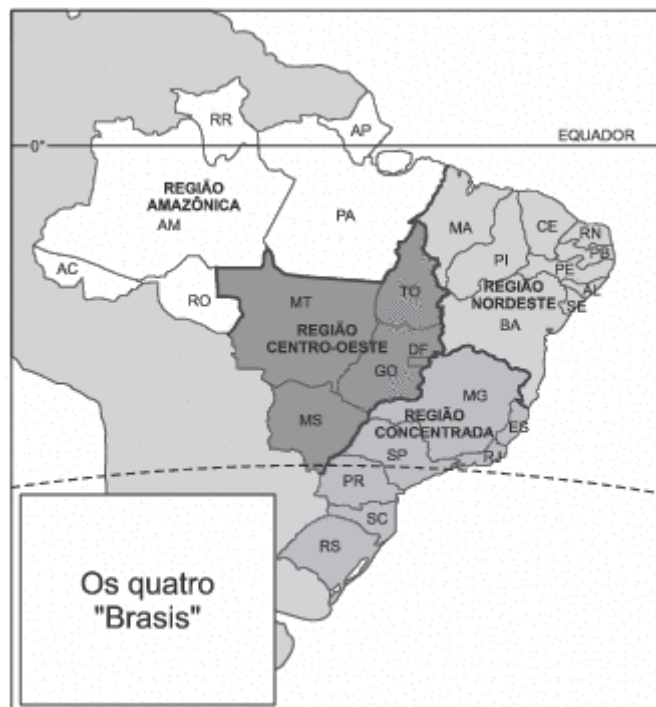 RR
AP
0°
EQUADOR
REGIÃO
AMAZÔNICA
AM
PA
MA
CE
RN
PB
PI
PE
AC
AL
RO
REGIÃO
NORDESTE
SE
TO
MT
BA
REGIÃO
CENTRO-OESTE
DF
GO
MG
REGIÃO
CONCENTRADA
ES
MS
SP
RJ
PR
SC
RS
Os quatro
"Brasis"